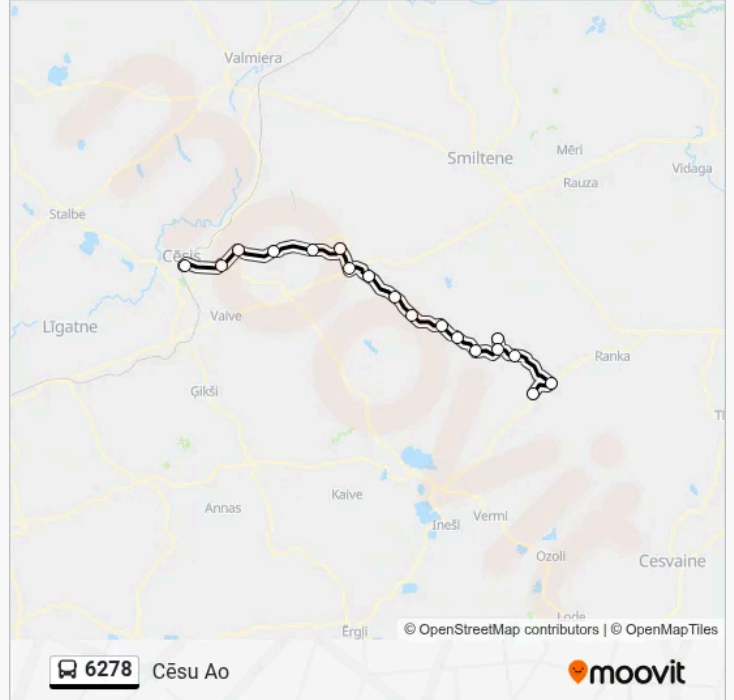 Valmiera
Smiltene
Mēri
Vidaga
Rauza
Stalbe
Cēsis
Vaive
Līgatne
Ranka
Ģikši
Kaive
Annas
Vermi
Ineši
Ozoli
Cesvaine
Lode
Ērgļi
© OpenStreetMap contributors | © OpenMapTiles
6278 Cēsu Ao
moovit